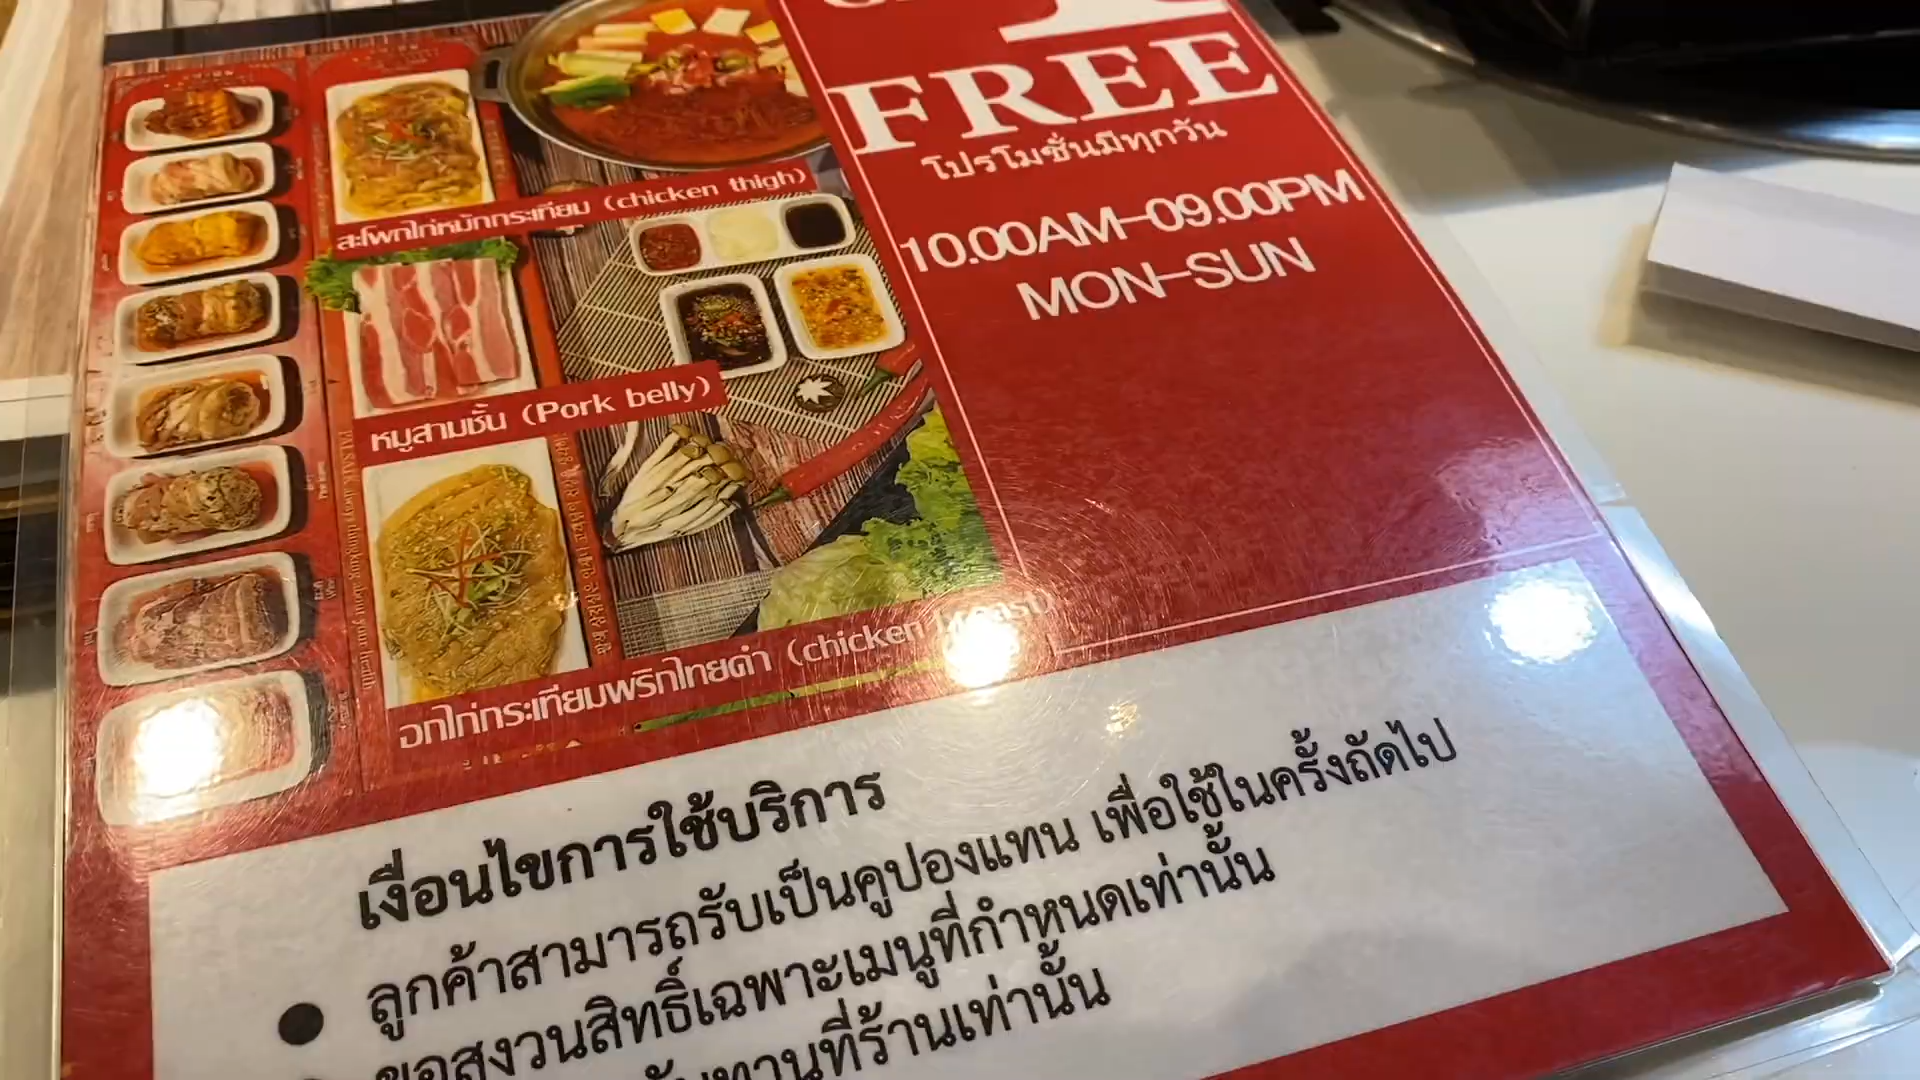 FREE
โปรโมชั่นมีทุกวัน
10.00AM-09.00PM
MON-SUN
สะโพกไก่หมักกระเทียม (chicken thigh)
หมูสามชั้น (Pork belly)
อกไก่กระเทียมพริกไทยดำ (chicken
เงื่อนไขการใช้บริการ
ลูกค้าสามารถรับเป็นคูปองแทน เพื่อใช้ในครั้งถัดไป
ขอสงวนสิทธิ์เฉพาะเมนูที่กำหนดเท่านั้น
ทานที่ร้านเท่านั้น